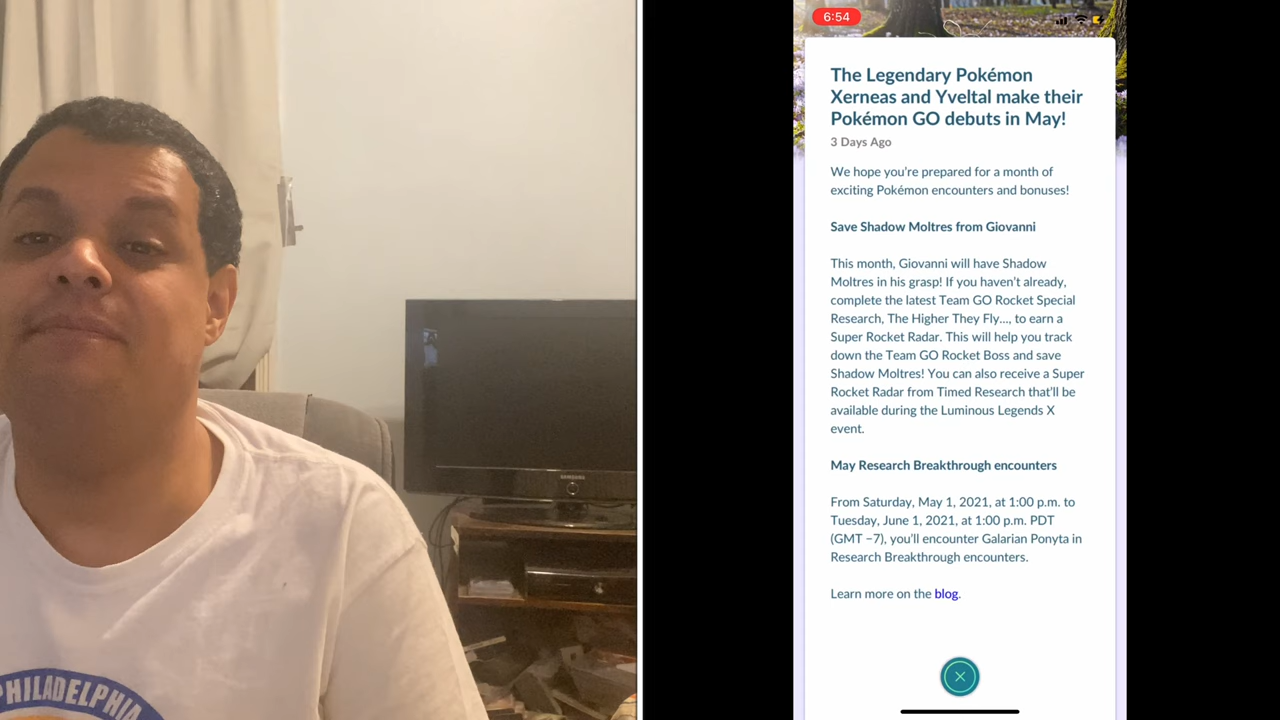 PHILADELPHIA
SAMSUNG
6:54
The Legendary Pokémon
Xerneas and Yveltal make their
Pokémon GO debuts in May!
3 Days Ago
We hope you're prepared for a month of
exciting Pokémon encounters and bonuses!
Save Shadow Moltres from Giovanni
This month, Giovanni will have Shadow
Moltres in his grasp! If you haven't already,
complete the latest Team GO Rocket Special
Research, The Higher They Fly..., to earn a
Super Rocket Radar. This will help you track
down the Team GO Rocket Boss and save
Shadow Moltres! You can also receive a Super
Rocket Radar from Timed Research that'll be
available during the Luminous Legends X
event.
May Research Breakthrough encounters
From Saturday, May 1, 2021, at 1:00 p.m. to
Tuesday, June 1, 2021, at 1:00 p.m. PDT
(GMT −7), you'll encounter Galarian Ponyta in
Research Breakthrough encounters.
Learn more on the blog.